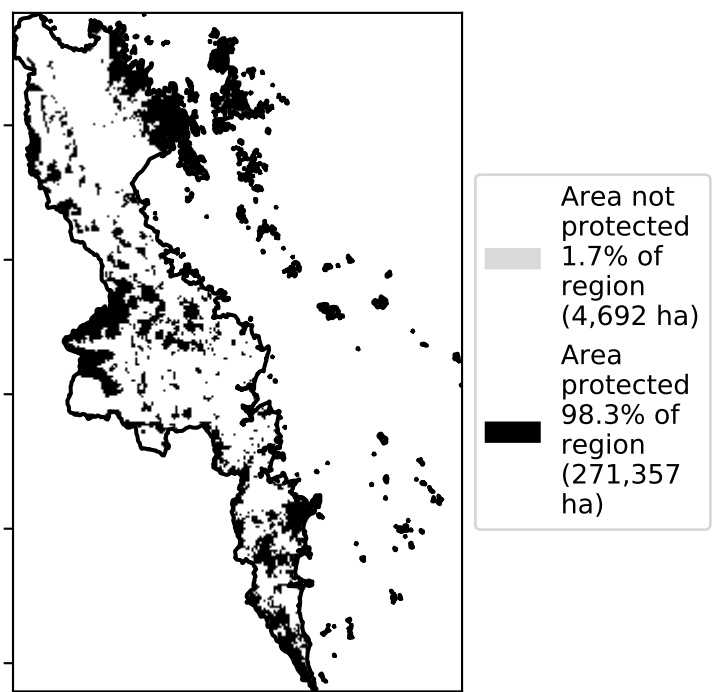 Area not
protected
1.7% of
region
(4,692 ha)
Area
protected
98.3% of
region
(271,357
ha)